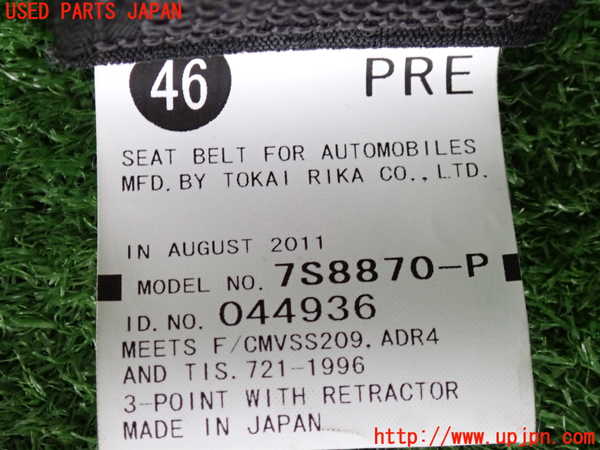 USED PARTS JAPAN
46 PRE
SEAT BELT FOR AUTOMOBILES
MFD. BY TOKAI RIKA CO., LTD.
IN AUGUST 2011
MODEL NO. 7S8870-P
ID. NO. 044936
MEETS F/CMVSS209. ADR4
AND TIS. 721-1996
3-POINT WITH RETRACTOR
MADE IN JAPAN
http://www.upjpn.com